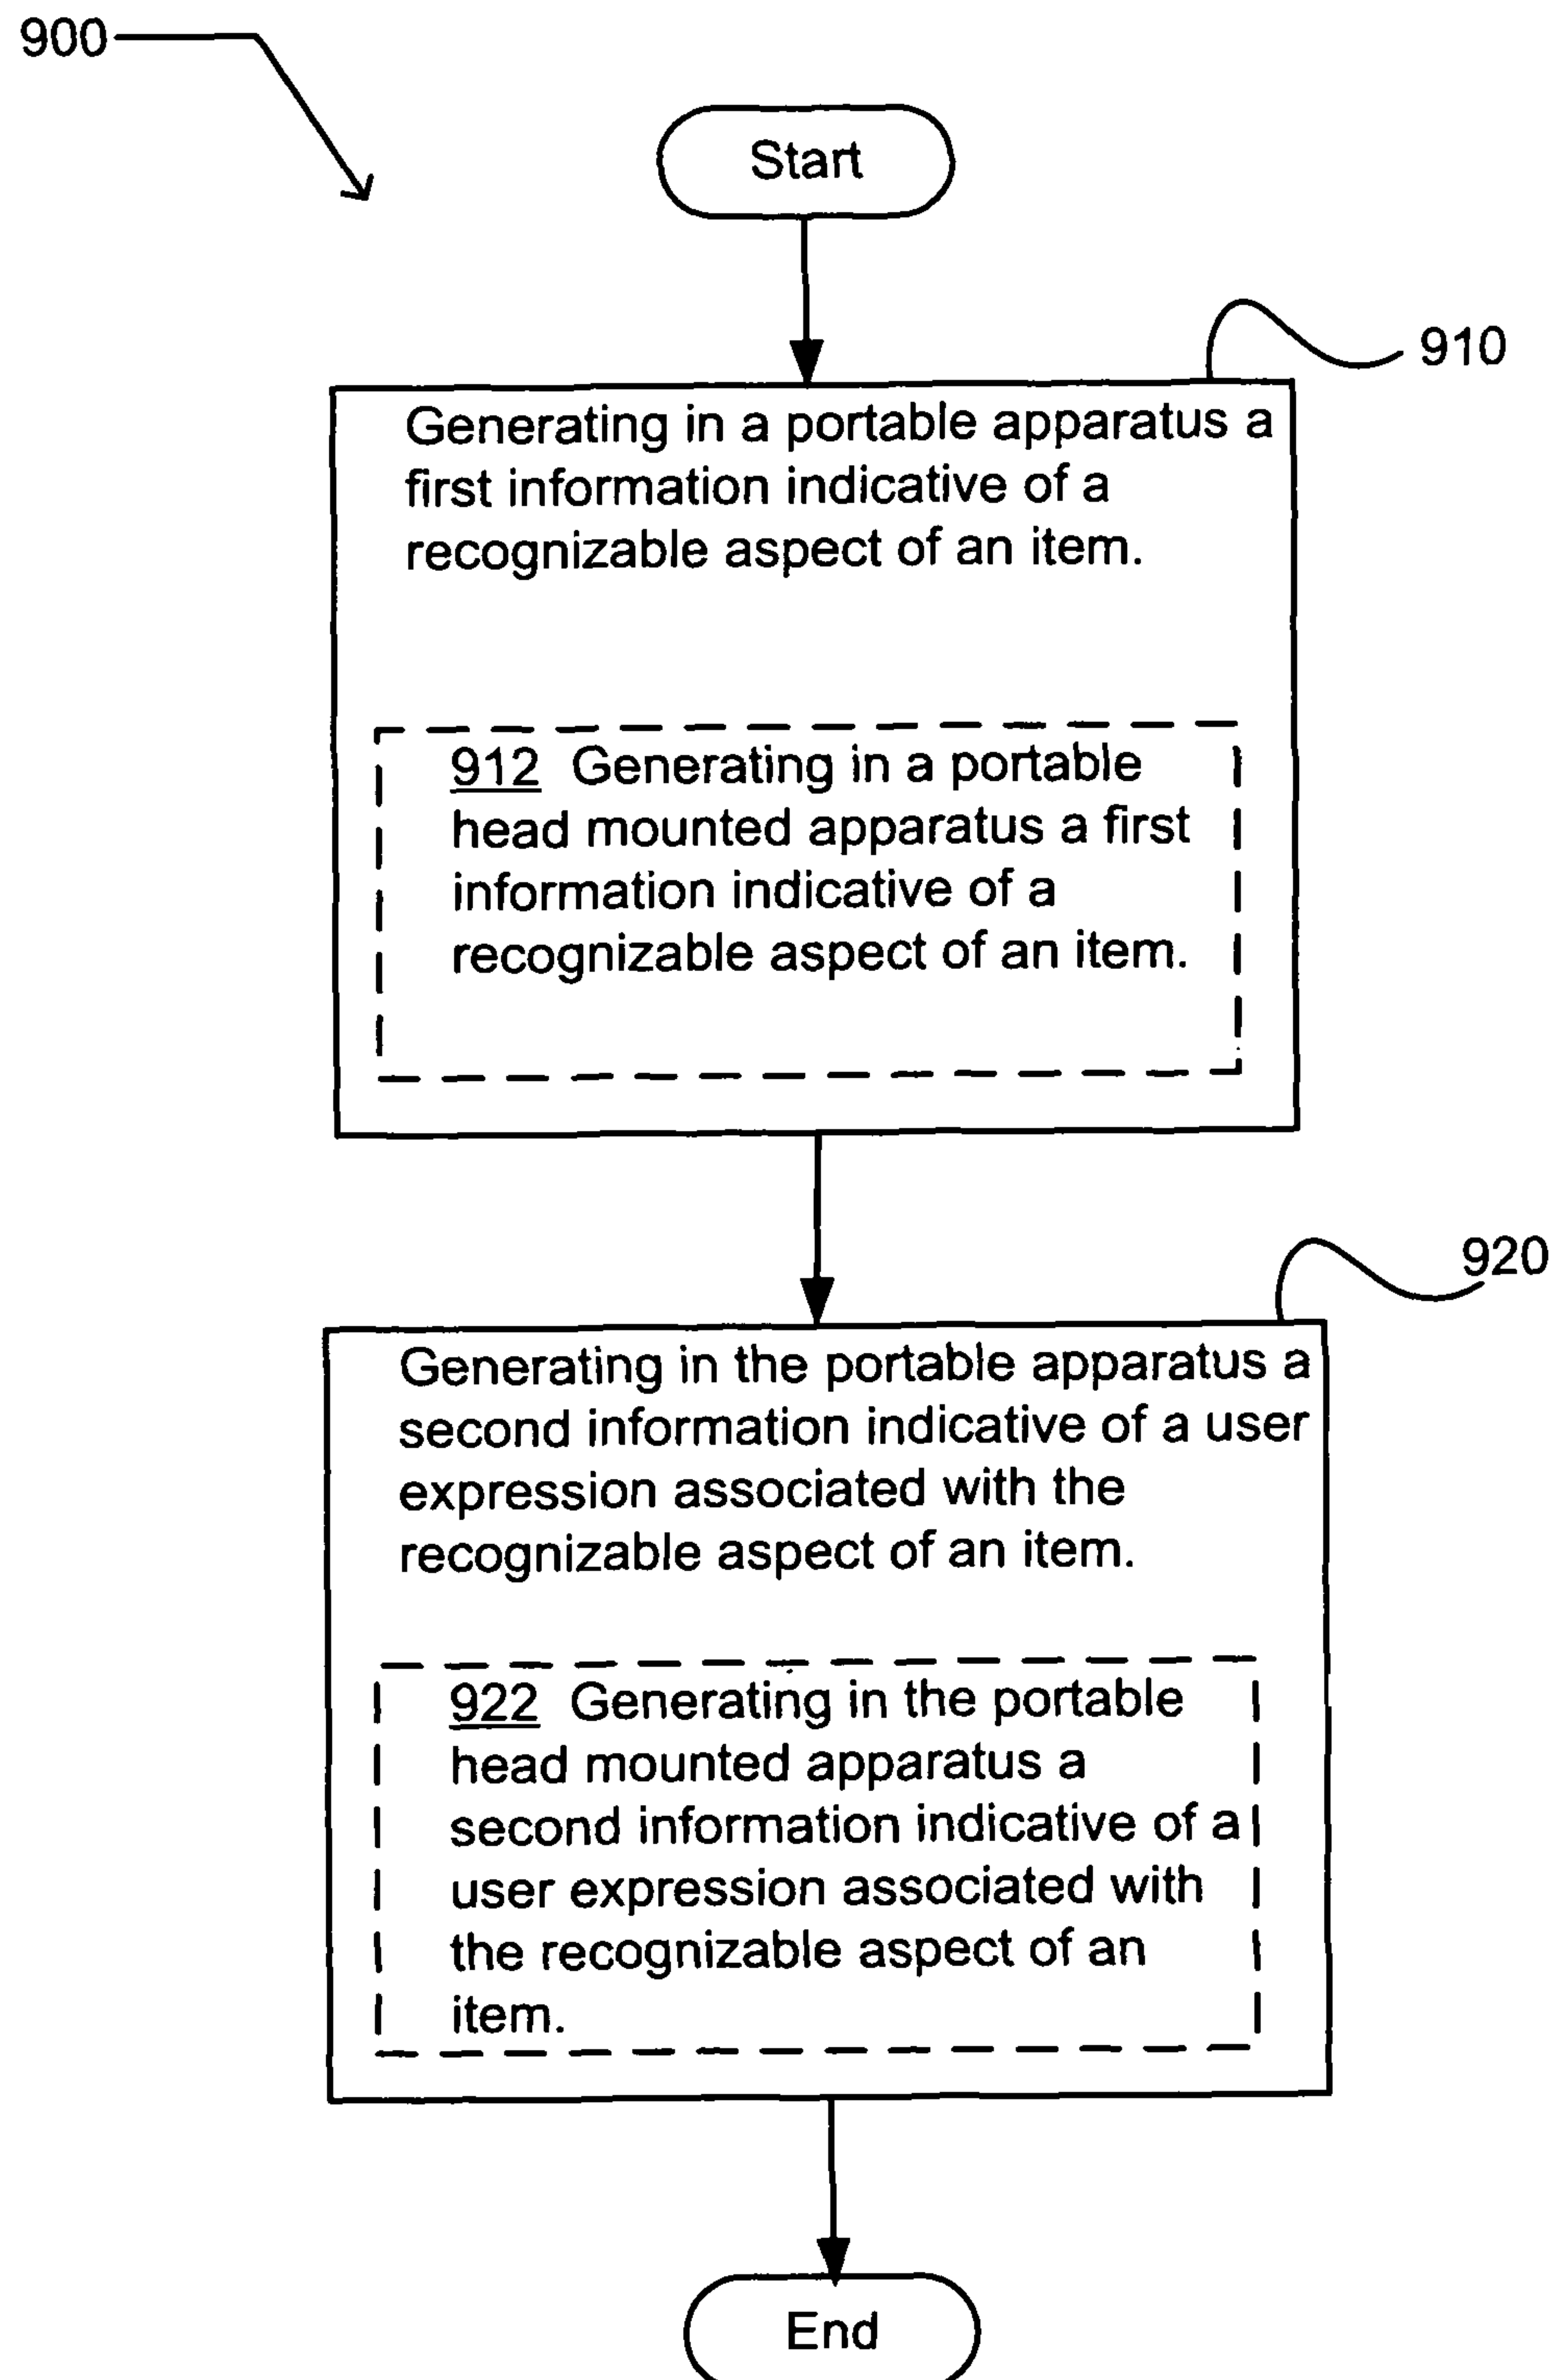 900
Start
910
Generating in a portable apparatus a
first information indicative of a
recognizable aspect of an item.
912 Generating in a portable
head mounted apparatus a first
information indicative of a
recognizable aspect of an item.
920
Generating in the portable apparatus a
second information indicative of a user
expression associated with the
recognizable aspect of an item.
922 Generating in the portable
head mounted apparatus a
second information indicative of a
user expression associated with
the recognizable aspect of an
item.
End